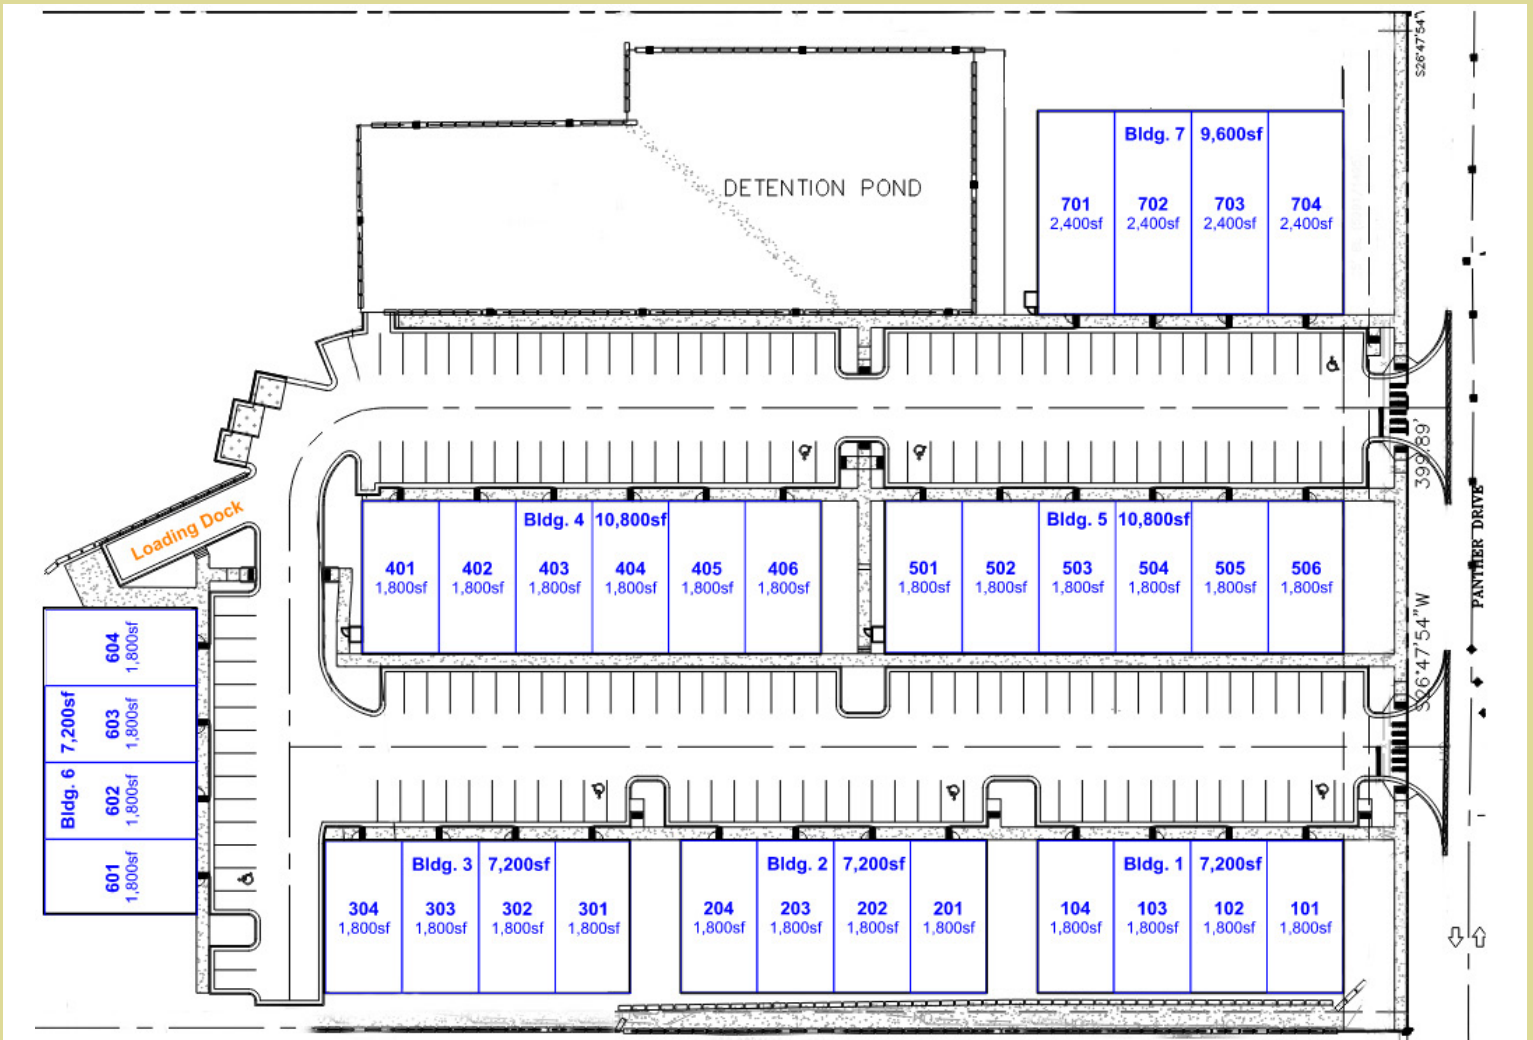 S26°47'54"
Bldg. 7 9,600sf
DETENTION POND
701
2,400sf
702
2,400sf
703
2,400sf
704
2,400sf
399.89'
PANTHER DRIVE
S26°47'54"W
Loading Dock
Bldg. 4 10,800sf
401
1,800sf
402
1,800sf
403
1,800sf
404
1,800sf
405
1,800sf
406
1,800sf
Bldg. 5 10,800sf
501
1,800sf
502
1,800sf
503
1,800sf
504
1,800sf
505
1,800sf
506
1,800sf
Bldg. 6 7,200sf
604
1,800sf
603
1,800sf
602
1,800sf
601
1,800sf
Bldg. 3 7,200sf
304
1,800sf
303
1,800sf
302
1,800sf
301
1,800sf
Bldg. 2 7,200sf
204
1,800sf
203
1,800sf
202
1,800sf
201
1,800sf
Bldg. 1 7,200sf
104
1,800sf
103
1,800sf
102
1,800sf
101
1,800sf